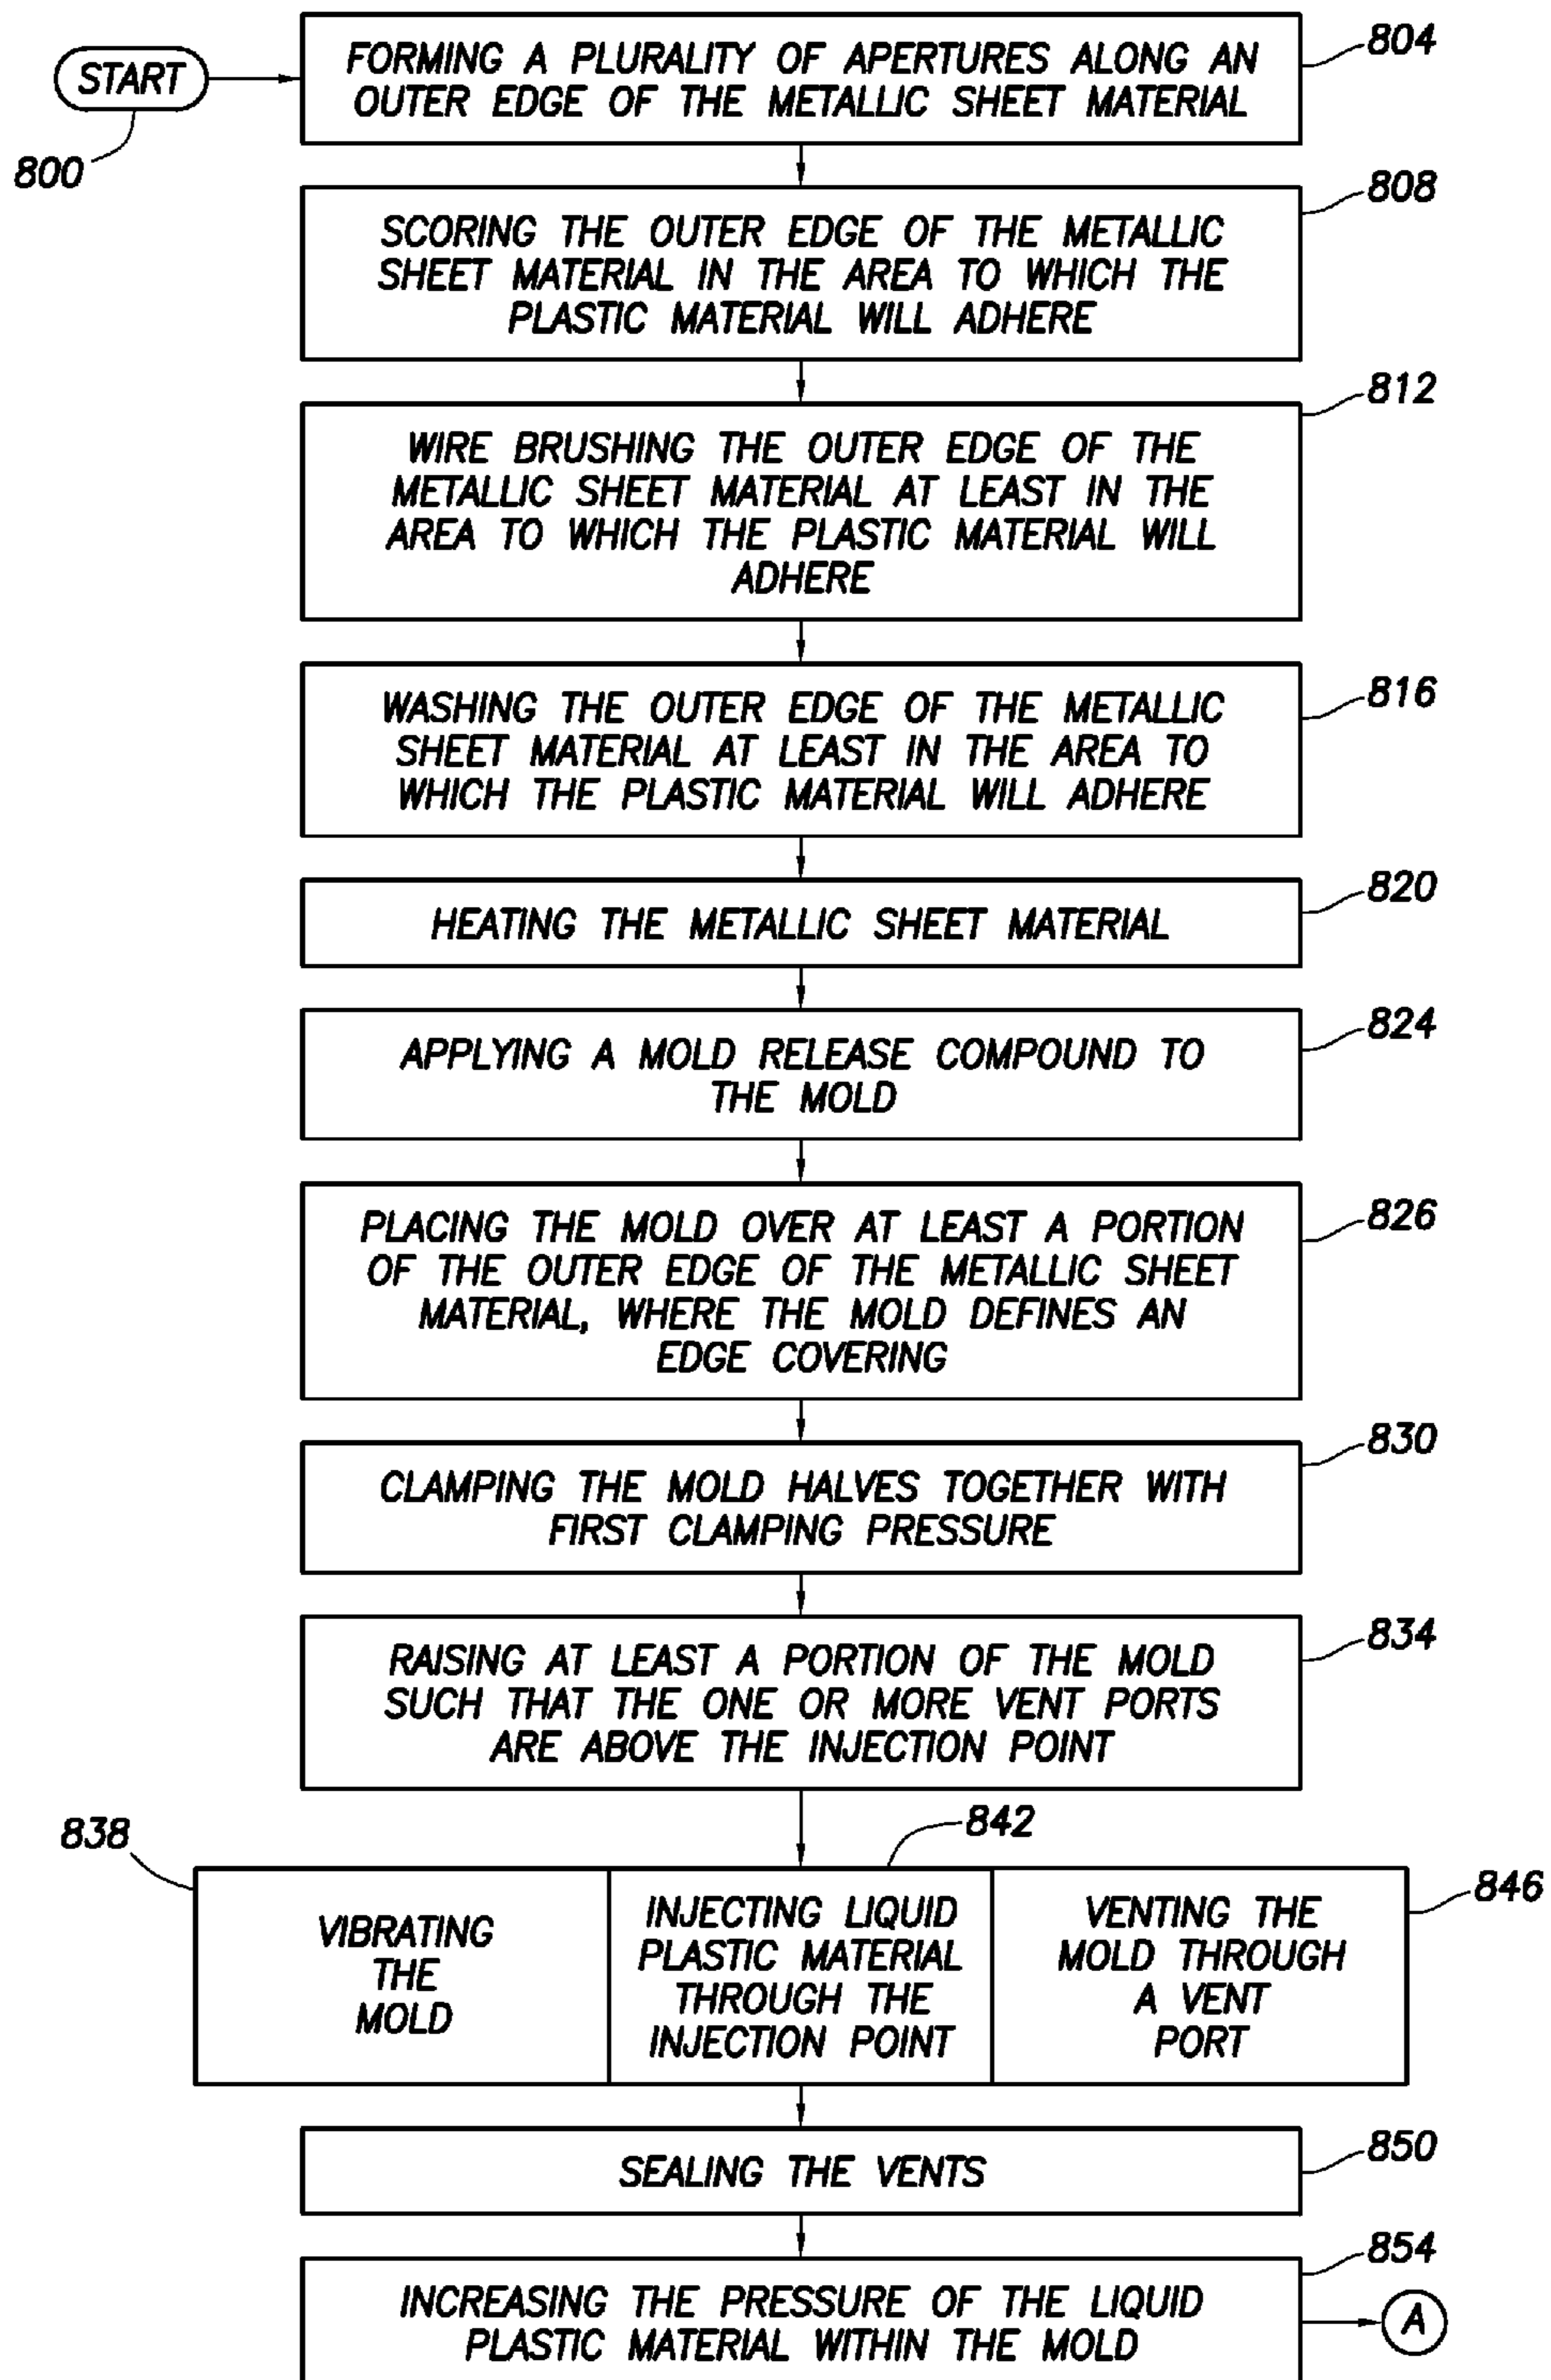 START
800
FORMING A PLURALITY OF APERTURES ALONG AN
OUTER EDGE OF THE METALLIC SHEET MATERIAL
804
SCORING THE OUTER EDGE OF THE METALLIC
SHEET MATERIAL IN THE AREA TO WHICH THE
PLASTIC MATERIAL WILL ADHERE
808
WIRE BRUSHING THE OUTER EDGE OF THE
METALLIC SHEET MATERIAL AT LEAST IN THE
AREA TO WHICH THE PLASTIC MATERIAL WILL
ADHERE
812
WASHING THE OUTER EDGE OF THE METALLIC
SHEET MATERIAL AT LEAST IN THE AREA TO
WHICH THE PLASTIC MATERIAL WILL ADHERE
816
HEATING THE METALLIC SHEET MATERIAL
820
APPLYING A MOLD RELEASE COMPOUND TO
THE MOLD
824
PLACING THE MOLD OVER AT LEAST A PORTION
OF THE OUTER EDGE OF THE METALLIC SHEET
MATERIAL, WHERE THE MOLD DEFINES AN
EDGE COVERING
826
CLAMPING THE MOLD HALVES TOGETHER WITH
FIRST CLAMPING PRESSURE
830
RAISING AT LEAST A PORTION OF THE MOLD
SUCH THAT THE ONE OR MORE VENT PORTS
ARE ABOVE THE INJECTION POINT
834
838
VIBRATING
THE
MOLD
842
INJECTING LIQUID
PLASTIC MATERIAL
THROUGH THE
INJECTION POINT
846
VENTING THE
MOLD THROUGH
A VENT
PORT
SEALING THE VENTS
850
INCREASING THE PRESSURE OF THE LIQUID
PLASTIC MATERIAL WITHIN THE MOLD
854
A